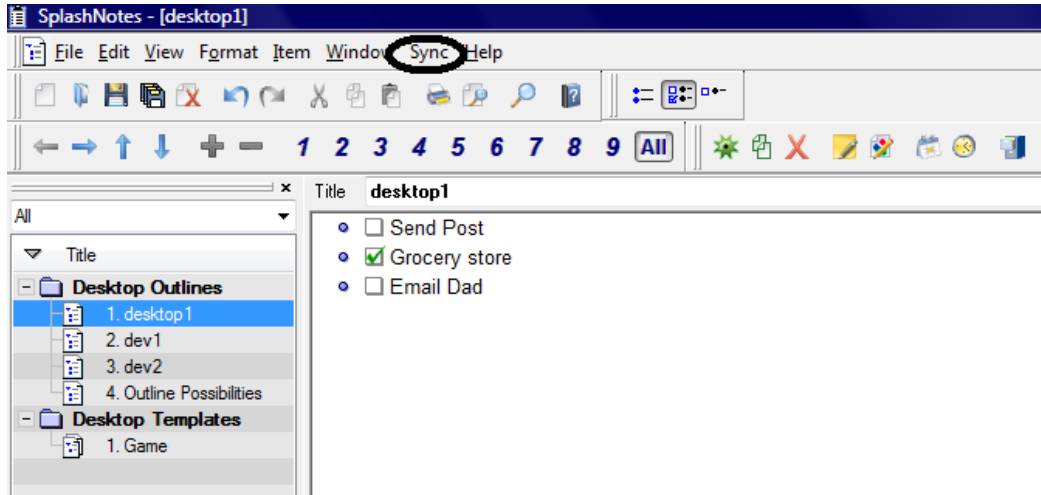 SplashNotes - [desktop1]
File Edit View Format Item Window Sync Help
1 2 3 4 5 6 7 8 9 All
Title desktop1
All
Title
Desktop Outlines
1. desktop1
2. dev1
3. dev2
4. Outline Possibilities
Desktop Templates
1. Game
Send Post
Grocery store
Email Dad